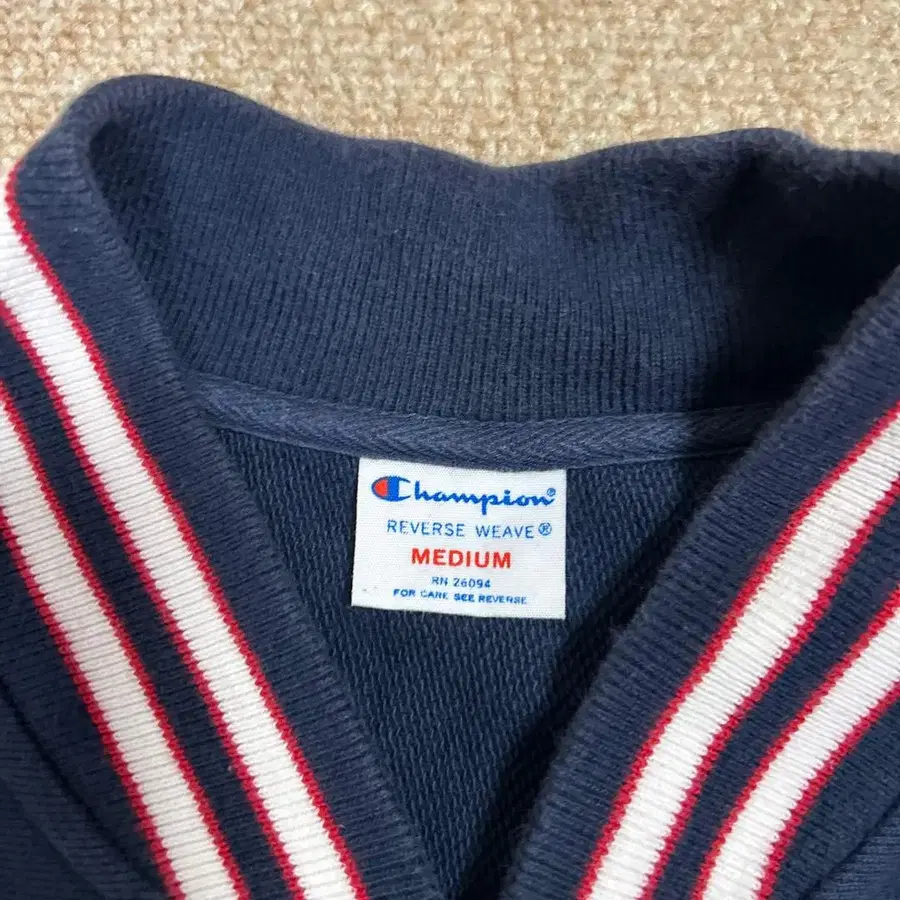 Champion®
REVERSE WEAVE®
MEDIUM
RN 26094
FOR CARE SEE REVERSE